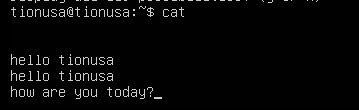 tionusa@tionusa:~$ cat
hello tionusa
hello tionusa
how are you today?_